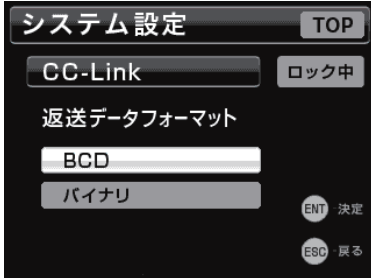 システム設定 TOP
CC-Link ロック中
返送データフォーマット
BCD
バイナリ
ENT 決定
ESC 戻る